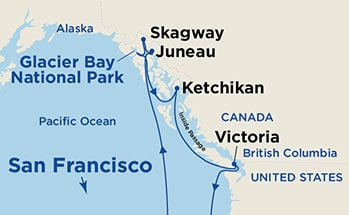 Alaska
Skagway
Juneau
Glacier Bay
National Park
Ketchikan
Inside Passage
Pacific Ocean
CANADA
Victoria
British Columbia
San Francisco
UNITED STATES